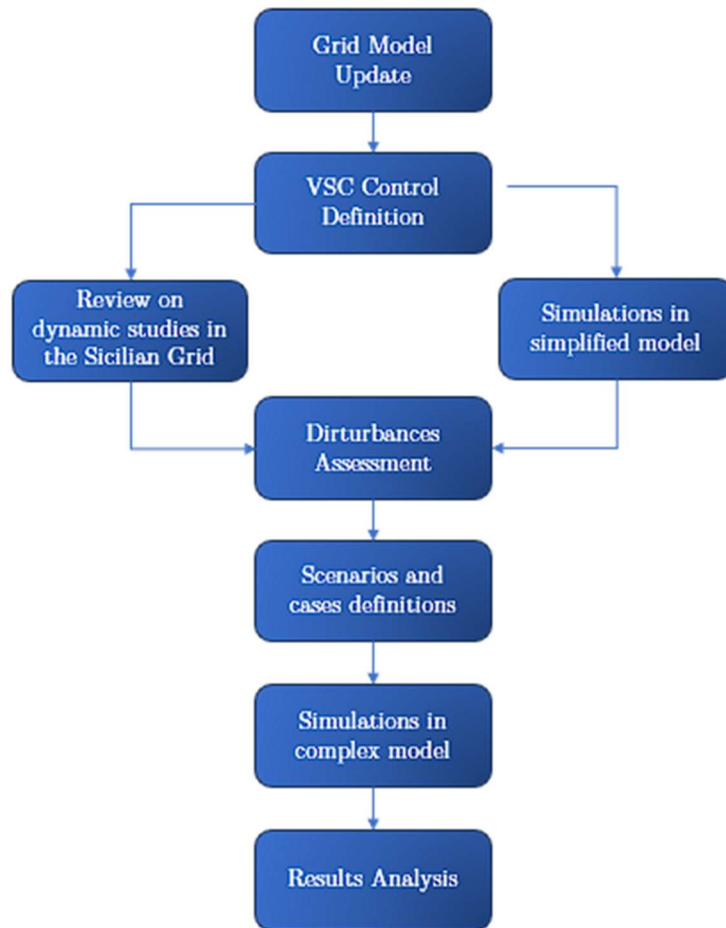 Grid Model
Update
VSC Control
Definition
Review on
dynamic studies in
the Sicilian Grid
Simulations in
simplified model
Dirturbances
Assessment
Scenarios and
cases definitions
Simulations in
complex model
Results Analysis